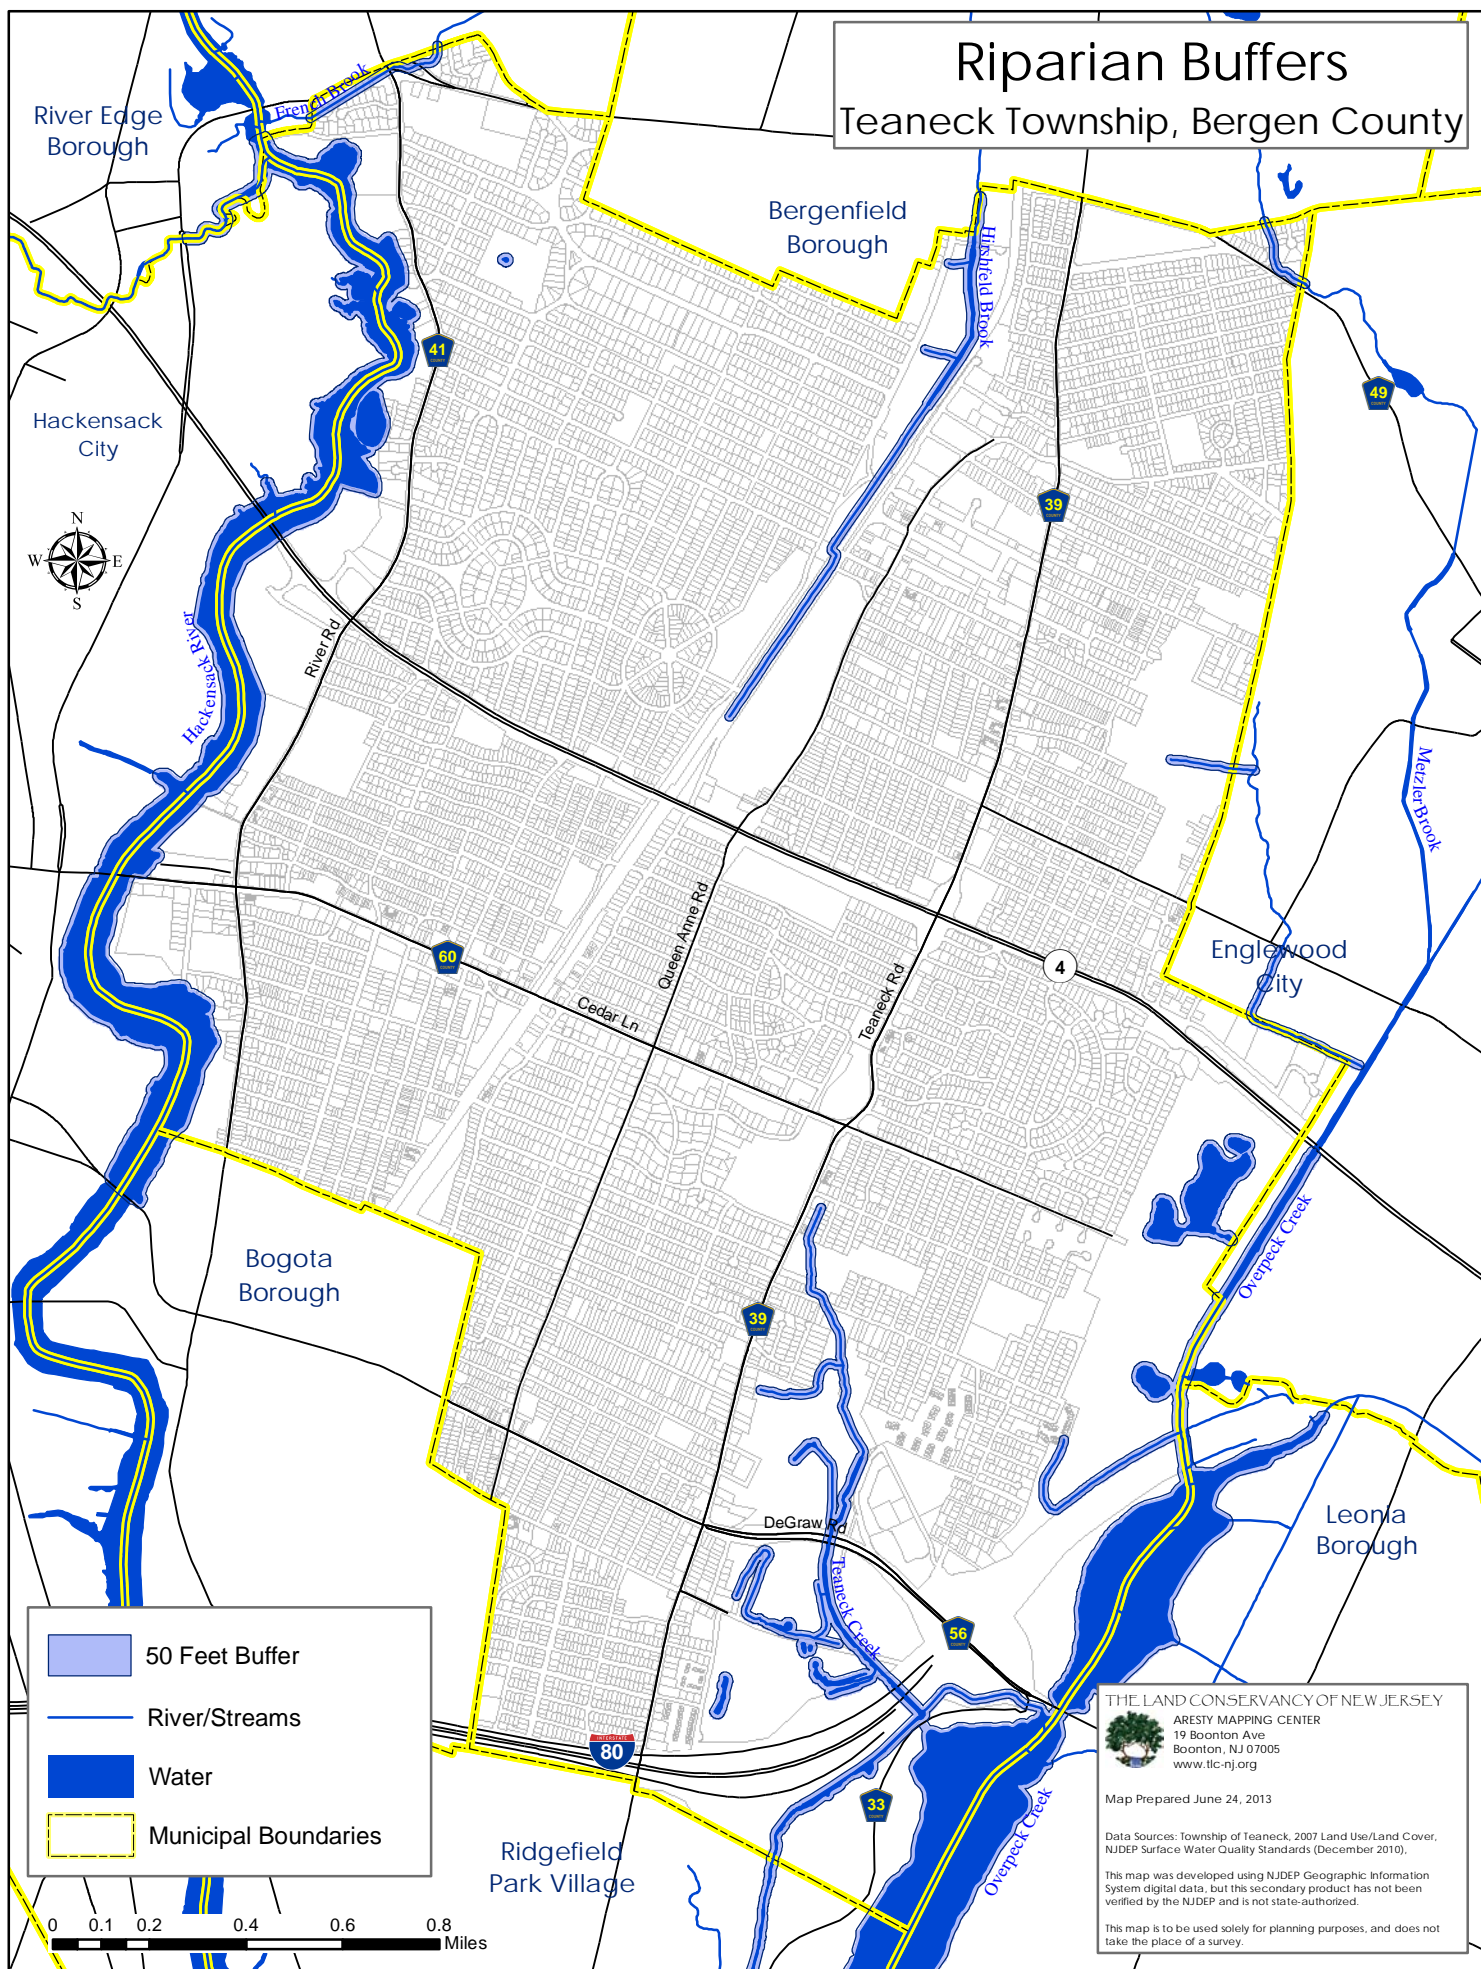 Riparian Buffers
Teaneck Township, Bergen County
River Edge
Borough
French Brook
Bergenfield
Borough
Hirshfeld Brook
41
COUNTY
49
COUNTY
Hackensack
City
39
COUNTY
N
W E
S
Hackensack River
River Rd
Metzler Brook
Queen Anne Rd
60
COUNTY
Cedar Ln
Teaneck Rd
4
Englewood
City
Overpeck Creek
Bogota
Borough
39
COUNTY
DeGraw Rd
Leonia
Borough
Teaneck Creek
56
COUNTY
INTERSTATE
80
33
COUNTY
Overpeck Creek
Ridgefield
Park Village
50 Feet Buffer
River/Streams
Water
Municipal Boundaries
0 0.1 0.2 0.4 0.6 0.8
Miles
THE LAND CONSERVANCY OF NEW JERSEY
ARESTY MAPPING CENTER
19 Boonton Ave
Boonton, NJ 07005
www.tlc-nj.org
Map Prepared June 24, 2013
Data Sources: Township of Teaneck, 2007 Land Use/Land Cover,
NJDEP Surface Water Quality Standards (December 2010),
This map was developed using NJDEP Geographic Information
System digital data, but this secondary product has not been
verified by the NJDEP and is not state-authorized.
This map is to be used solely for planning purposes, and does not
take the place of a survey.